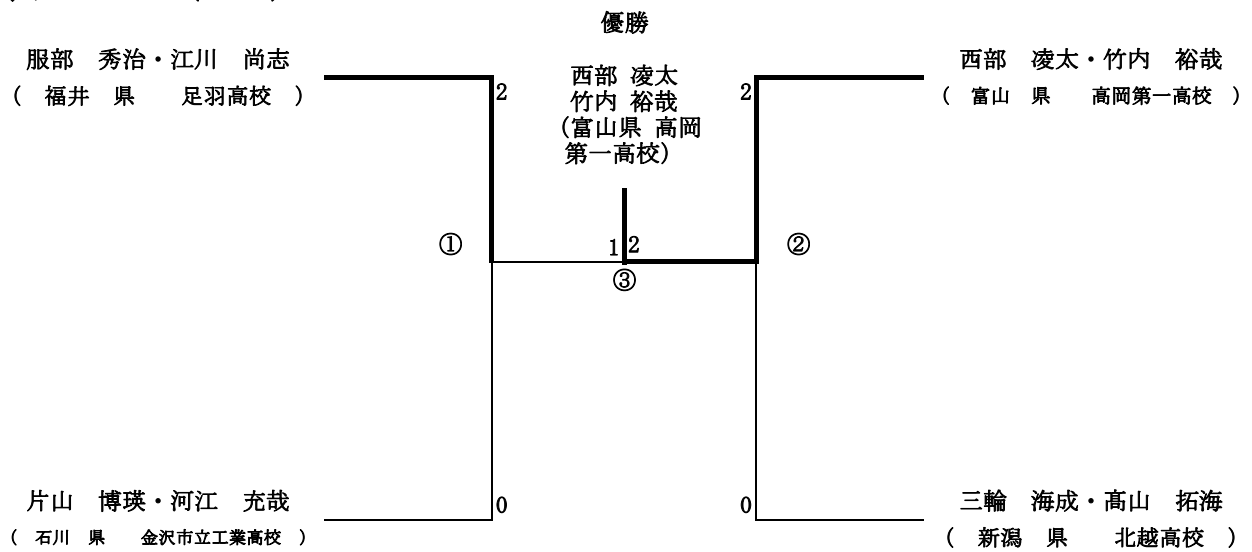 優勝
服部　秀治・江川　尚志
(　福井　県　　足羽高校　)
西部 凌太
竹内 裕哉
(富山県 高岡
第一高校)
西部　凌太・竹内　裕哉
(　富山　県　　高岡第一高校　)
2
2
①
1
2
②
③
片山　博瑛・河江　充哉
(　石川　県　　金沢市立工業高校　)
0
0
三輪　海成・髙山　拓海
(　新潟　県　　北越高校　)